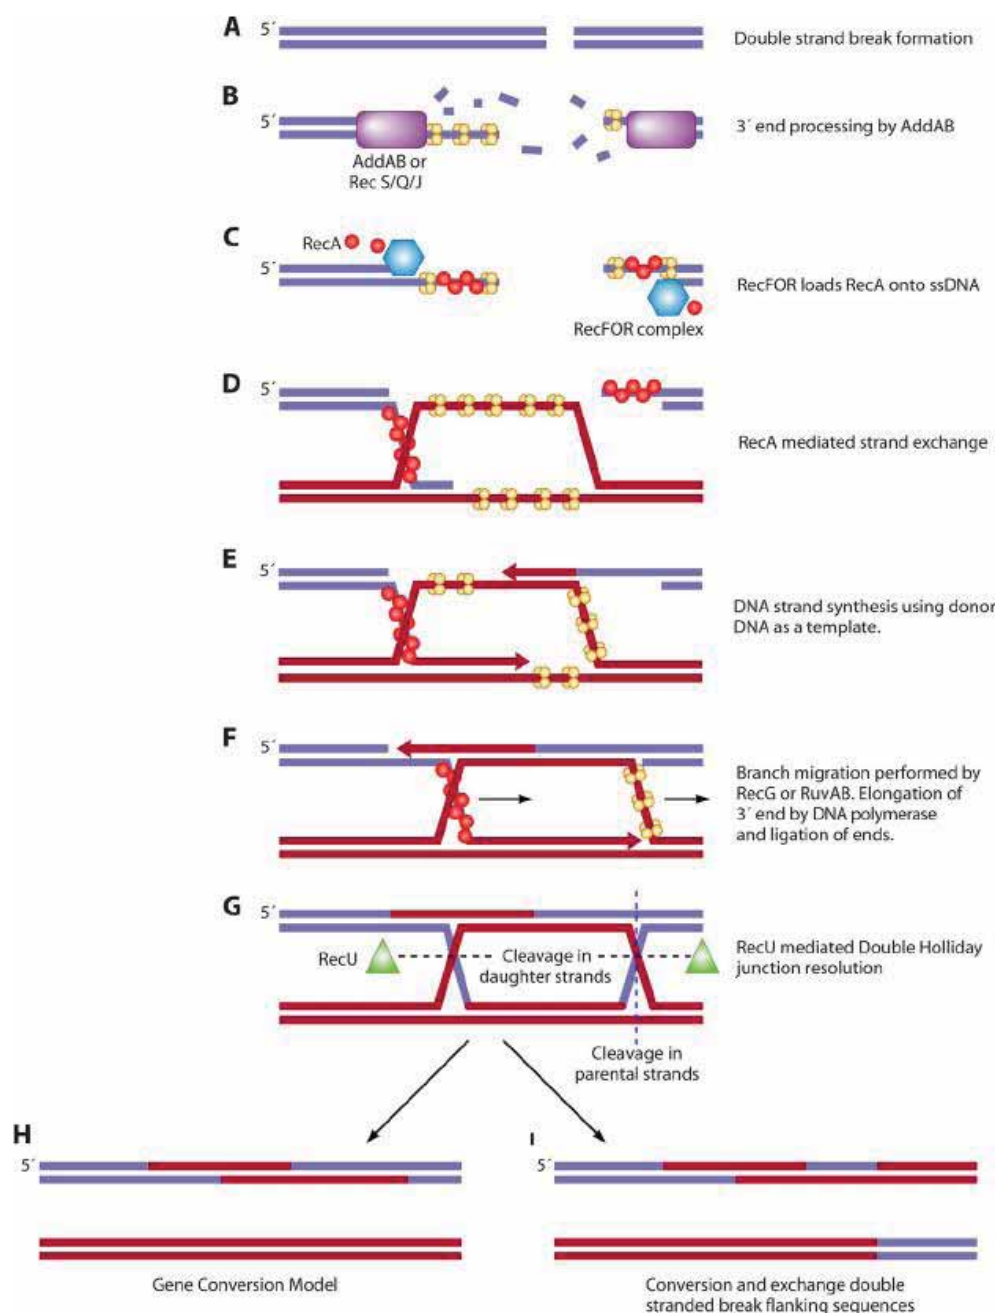 A
5´
Double strand break formation
B
5´
3´ end processing by AddAB
AddAB or
Rec S/Q/J
C
RecA
5´
RecFOR loads RecA onto ssDNA
RecFOR complex
D
5´
RecA mediated strand exchange
E
5´
DNA strand synthesis using donor
DNA as a template.
F
5´
Branch migration performed by
RecG or RuvAB. Elongation of
3´ end by DNA polymerase
and ligation of ends.
G
5´
RecU
Cleavage in
daughter strands
RecU mediated Double Holliday
junction resolution
Cleavage in
parental strands
H
5´
Gene Conversion Model
I
5´
Conversion and exchange double
stranded break flanking sequences